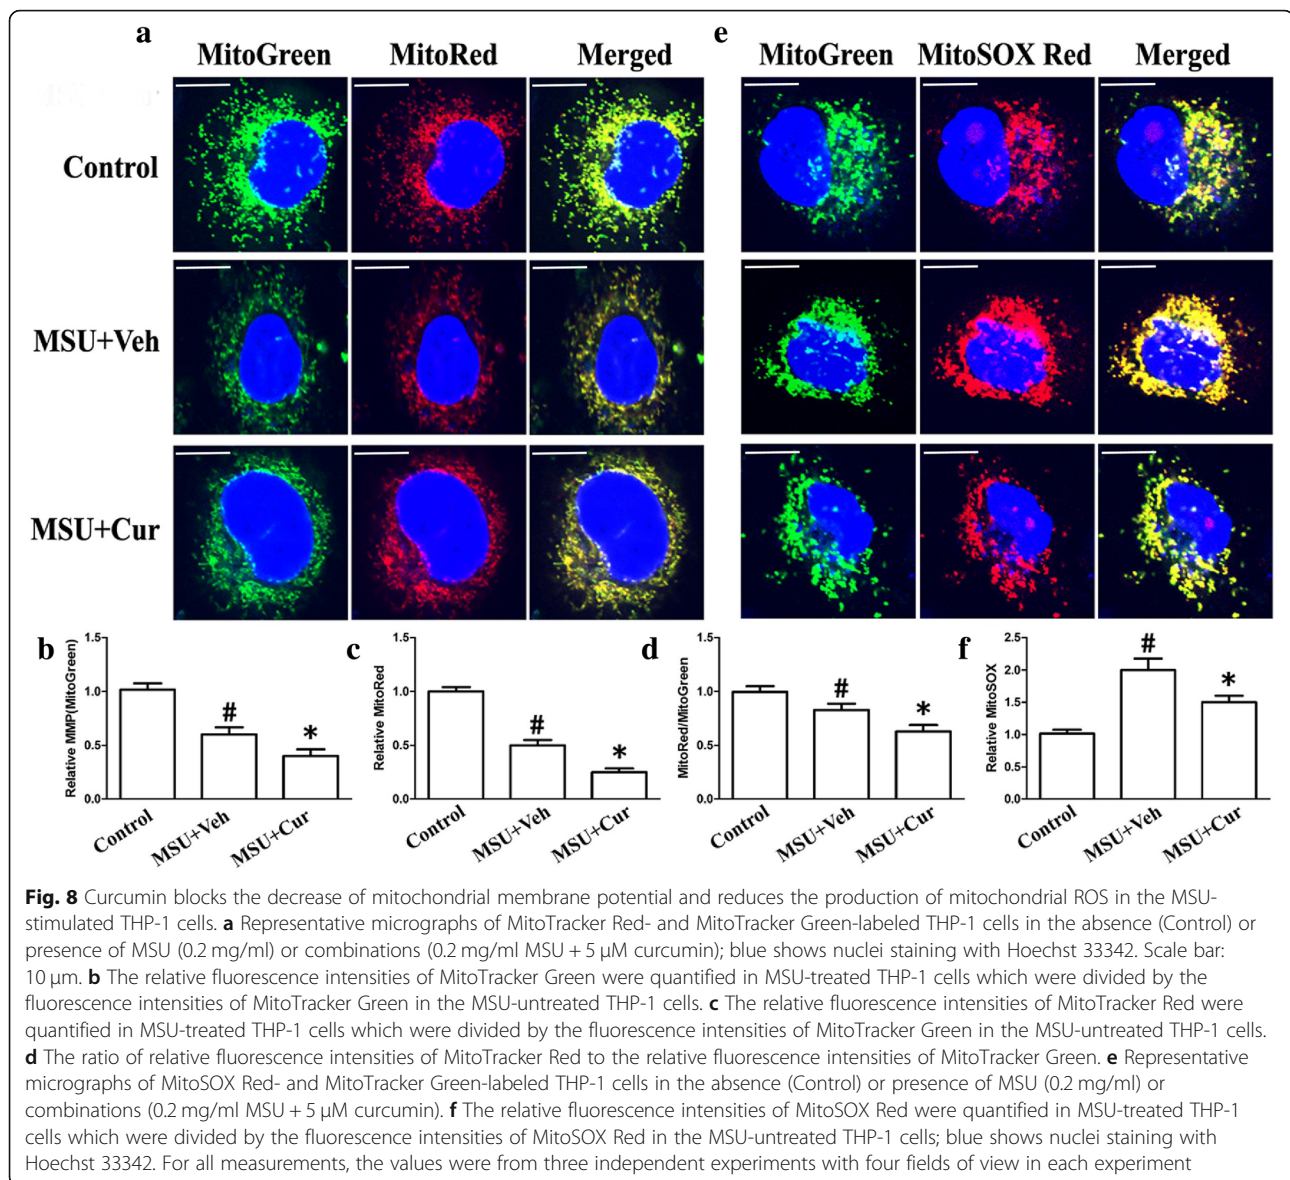 a
e
MitoGreen MitoRed Merged
MitoGreen MitoSOX Red Merged
Control
MSU+Veh
MSU+Cur
b
Relative MMP(MitoGreen)
1.5
1.0
0.5
0.0
#
*
Control MSU+Veh MSU+Cur
c
Relative MitoRed
1.5
1.0
0.5
0.0
#
*
Control MSU+Veh MSU+Cur
d
MitoRed/MitoGreen
1.5
1.0
0.5
0.0
#
*
Control MSU+Veh MSU+Cur
f
Relative MitoSOX
2.5
2.0
1.5
1.0
0.5
0.0
#
*
Control MSU+Veh MSU+Cur
Fig. 8 Curcumin blocks the decrease of mitochondrial membrane potential and reduces the production of mitochondrial ROS in the MSU-
stimulated THP-1 cells. a Representative micrographs of MitoTracker Red- and MitoTracker Green-labeled THP-1 cells in the absence (Control) or
presence of MSU (0.2 mg/ml) or combinations (0.2 mg/ml MSU + 5 μM curcumin); blue shows nuclei staining with Hoechst 33342. Scale bar:
10 μm. b The relative fluorescence intensities of MitoTracker Green were quantified in MSU-treated THP-1 cells which were divided by the
fluorescence intensities of MitoTracker Green in the MSU-untreated THP-1 cells. c The relative fluorescence intensities of MitoTracker Red were
quantified in MSU-treated THP-1 cells which were divided by the fluorescence intensities of MitoTracker Green in the MSU-untreated THP-1 cells.
d The ratio of relative fluorescence intensities of MitoTracker Red to the relative fluorescence intensities of MitoTracker Green. e Representative
micrographs of MitoSOX Red- and MitoTracker Green-labeled THP-1 cells in the absence (Control) or presence of MSU (0.2 mg/ml) or
combinations (0.2 mg/ml MSU + 5 μM curcumin). f The relative fluorescence intensities of MitoSOX Red were quantified in MSU-treated THP-1
cells which were divided by the fluorescence intensities of MitoSOX Red in the MSU-untreated THP-1 cells; blue shows nuclei staining with
Hoechst 33342. For all measurements, the values were from three independent experiments with four fields of view in each experiment